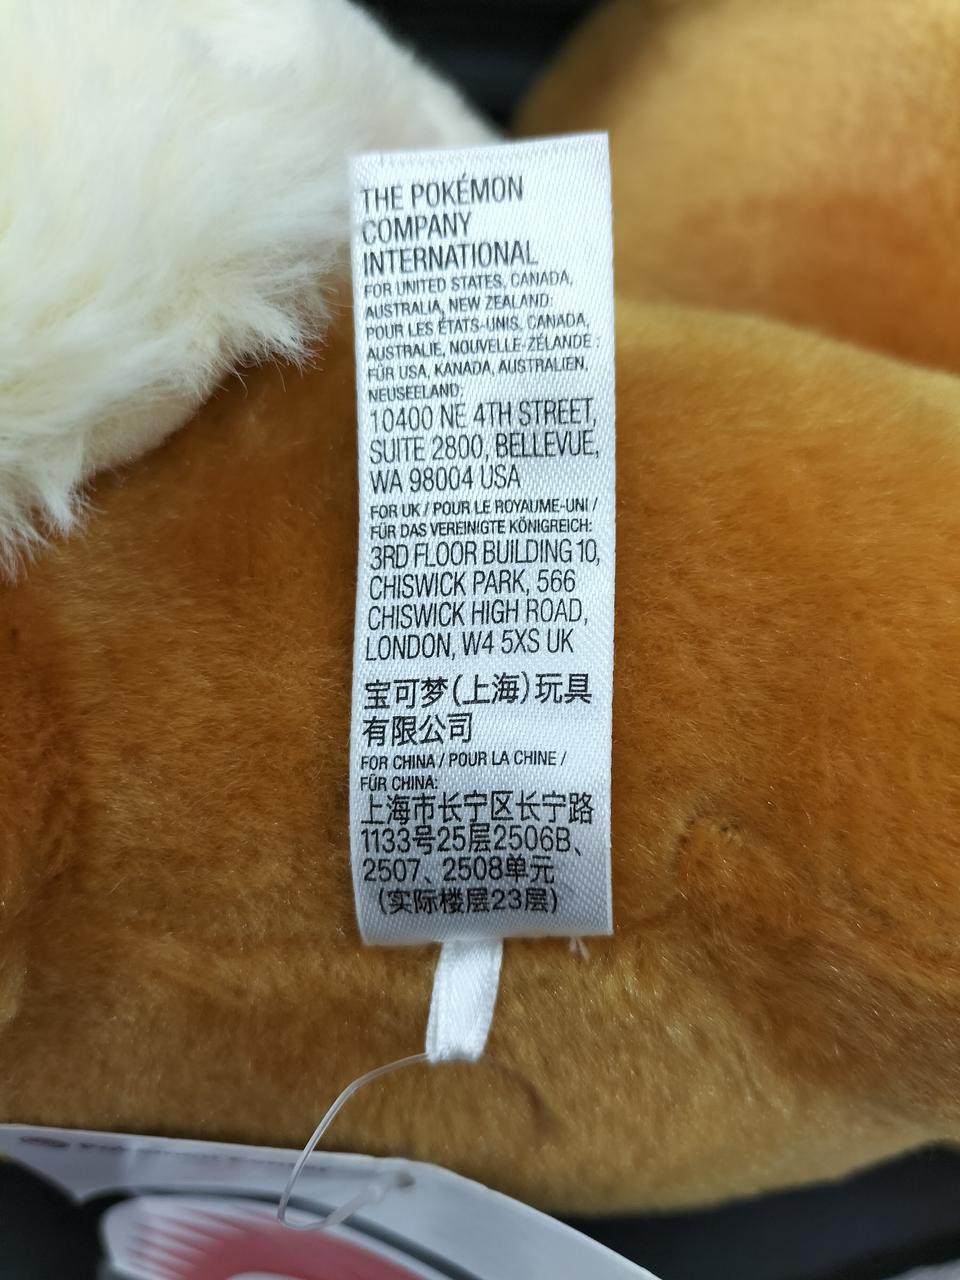 THE POKÉMON
COMPANY
INTERNATIONAL
FOR UNITED STATES, CANADA,
AUSTRALIA, NEW ZEALAND:
POUR LES ÉTATS-UNIS, CANADA,
AUSTRALIE, NOUVELLE-ZÉLANDE :
FÜR USA, KANADA, AUSTRALIEN,
NEUSEELAND:
10400 NE 4TH STREET,
SUITE 2800, BELLEVUE,
WA 98004 USA
FOR UK / POUR LE ROYAUME-UNI /
FÜR DAS VEREINIGTE KÖNIGREICH:
3RD FLOOR BUILDING 10,
CHISWICK PARK, 566
CHISWICK HIGH ROAD,
LONDON, W4 5XS UK
宝可梦(上海)玩具
有限公司
FOR CHINA / POUR LA CHINE /
FÜR CHINA:
上海市长宁区长宁路
1133号25层2506B、
2507、2508单元
(实际楼层23层)